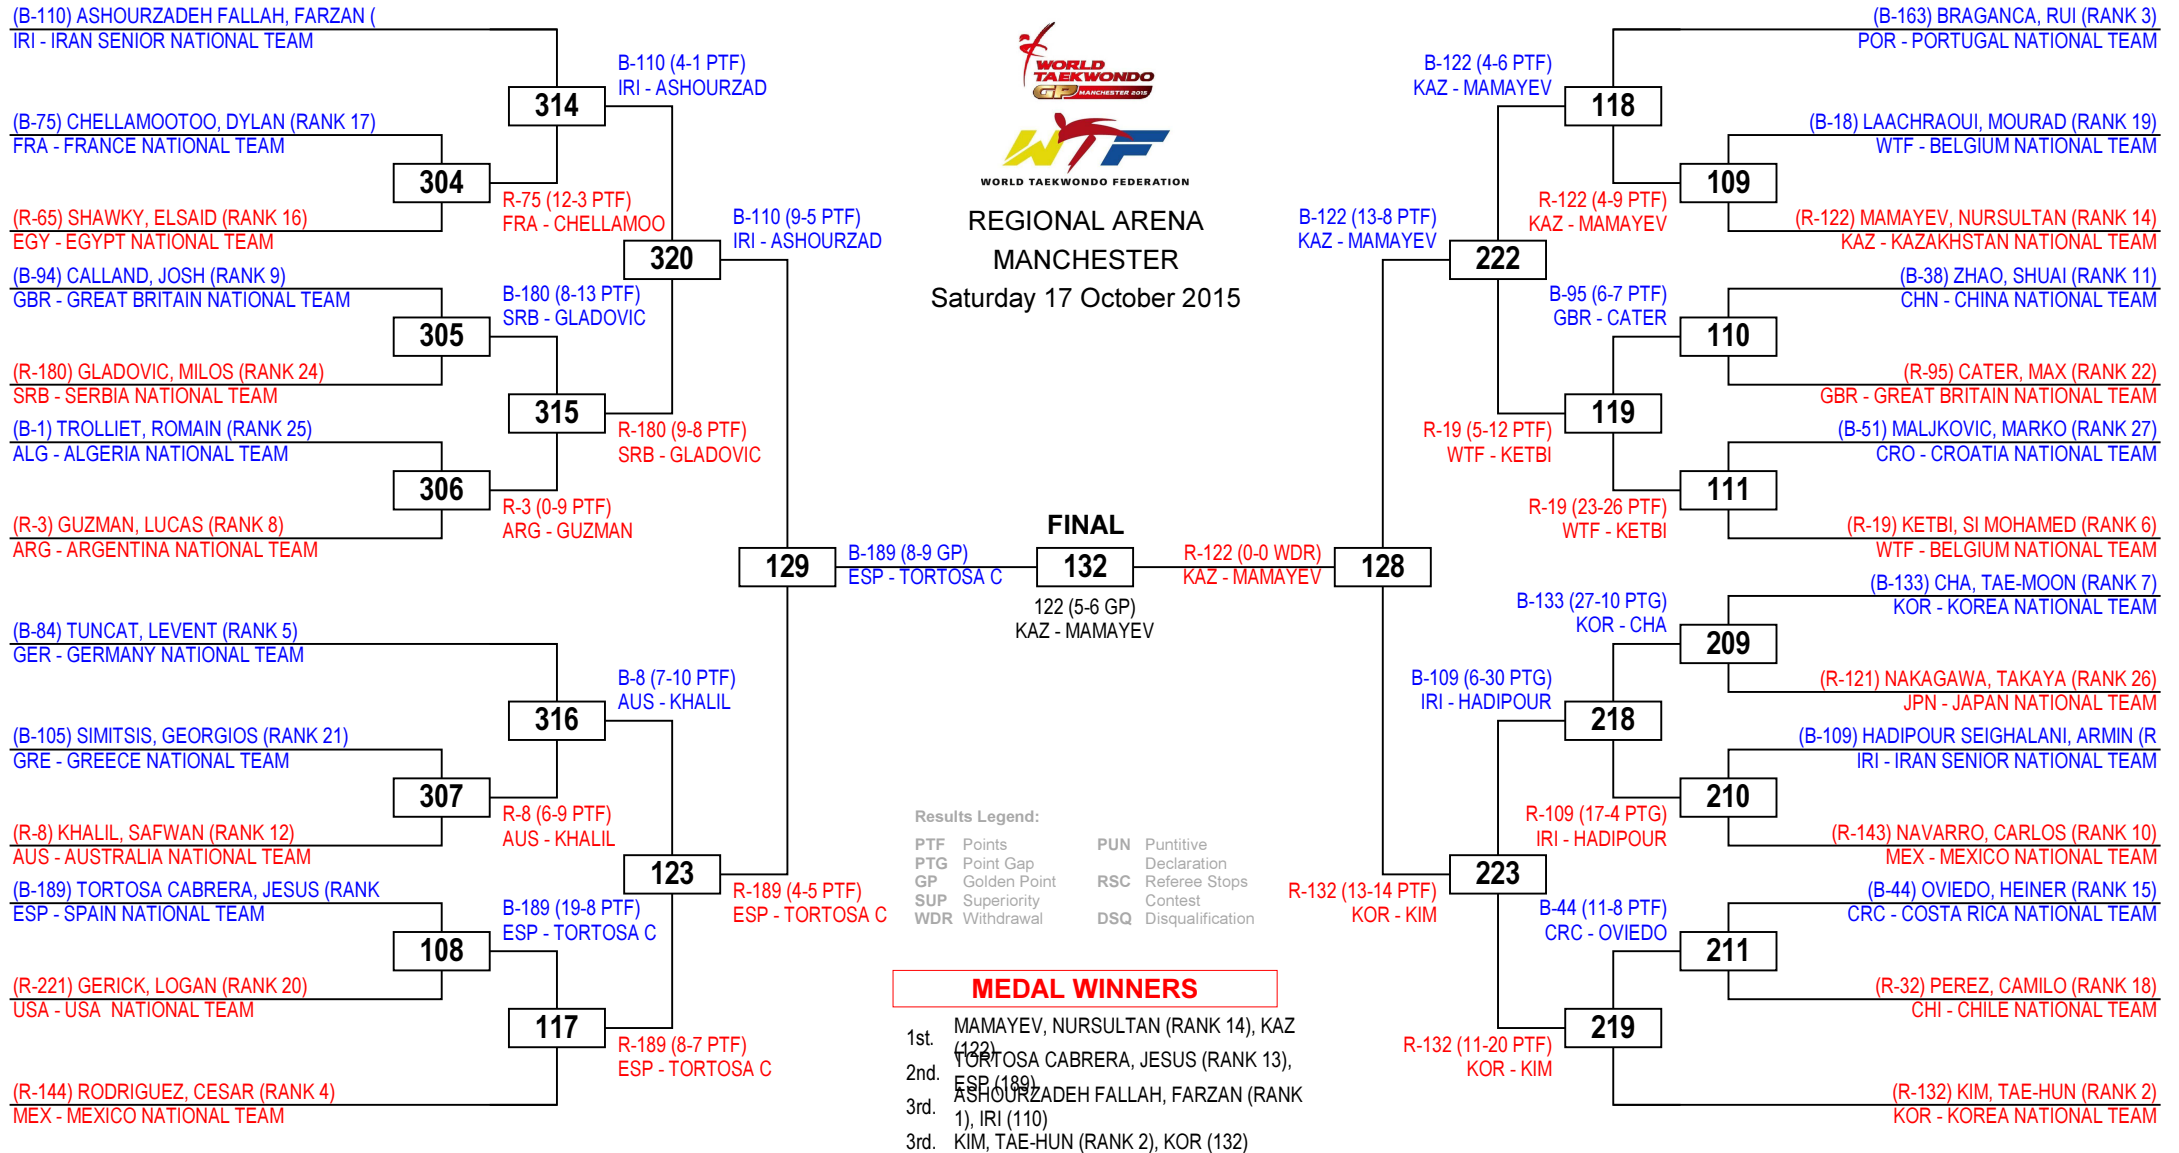 (B-110) ASHOURZADEH FALLAH, FARZAN (
IRI - IRAN SENIOR NATIONAL TEAM
B-110 (4-1 PTF)
IRI - ASHOURZAD
314
(B-75) CHELLAMOOTOO, DYLAN (RANK 17)
FRA - FRANCE NATIONAL TEAM
304
R-75 (12-3 PTF)
FRA - CHELLAMOO
(R-65) SHAWKY, ELSAID (RANK 16)
EGY - EGYPT NATIONAL TEAM
B-110 (9-5 PTF)
IRI - ASHOURZAD
320
(B-94) CALLAND, JOSH (RANK 9)
GBR - GREAT BRITAIN NATIONAL TEAM
B-180 (8-13 PTF)
SRB - GLADOVIC
305
(R-180) GLADOVIC, MILOS (RANK 24)
SRB - SERBIA NATIONAL TEAM
315
R-180 (9-8 PTF)
SRB - GLADOVIC
(B-1) TROLLIET, ROMAIN (RANK 25)
ALG - ALGERIA NATIONAL TEAM
306
R-3 (0-9 PTF)
ARG - GUZMAN
(R-3) GUZMAN, LUCAS (RANK 8)
ARG - ARGENTINA NATIONAL TEAM
129
B-189 (8-9 GP)
ESP - TORTOSA C
(B-84) TUNCAT, LEVENT (RANK 5)
GER - GERMANY NATIONAL TEAM
B-8 (7-10 PTF)
AUS - KHALIL
316
(B-105) SIMITSIS, GEORGIOS (RANK 21)
GRE - GREECE NATIONAL TEAM
307
R-8 (6-9 PTF)
AUS - KHALIL
(R-8) KHALIL, SAFWAN (RANK 12)
AUS - AUSTRALIA NATIONAL TEAM
123
R-189 (4-5 PTF)
ESP - TORTOSA C
(B-189) TORTOSA CABRERA, JESUS (RANK
ESP - SPAIN NATIONAL TEAM
B-189 (19-8 PTF)
ESP - TORTOSA C
108
(R-221) GERICK, LOGAN (RANK 20)
USA - USA NATIONAL TEAM
117
R-189 (8-7 PTF)
ESP - TORTOSA C
(R-144) RODRIGUEZ, CESAR (RANK 4)
MEX - MEXICO NATIONAL TEAM
WORLD
TAEKWONDO
GP MANCHESTER 2015
WTF
WORLD TAEKWONDO FEDERATION
REGIONAL ARENA
MANCHESTER
Saturday 17 October 2015
FINAL
132
122 (5-6 GP)
KAZ - MAMAYEV
Results Legend:
PTF Points
PTG Point Gap
GP Golden Point
SUP Superiority
WDR Withdrawal
PUN Puntitive
Declaration
RSC Referee Stops
Contest
DSQ Disqualification
MEDAL WINNERS
1st. MAMAYEV, NURSULTAN (RANK 14), KAZ
(122)
2nd. TORTOSA CABRERA, JESUS (RANK 13),
ESP (189)
3rd. ASHOURZADEH FALLAH, FARZAN (RANK
1), IRI (110)
3rd. KIM, TAE-HUN (RANK 2), KOR (132)
(B-163) BRAGANCA, RUI (RANK 3)
POR - PORTUGAL NATIONAL TEAM
B-122 (4-6 PTF)
KAZ - MAMAYEV
118
(B-18) LAACHRAOUI, MOURAD (RANK 19)
WTF - BELGIUM NATIONAL TEAM
109
R-122 (4-9 PTF)
KAZ - MAMAYEV
(R-122) MAMAYEV, NURSULTAN (RANK 14)
KAZ - KAZAKHSTAN NATIONAL TEAM
B-122 (13-8 PTF)
KAZ - MAMAYEV
222
(B-38) ZHAO, SHUAI (RANK 11)
CHN - CHINA NATIONAL TEAM
B-95 (6-7 PTF)
GBR - CATER
110
(R-95) CATER, MAX (RANK 22)
GBR - GREAT BRITAIN NATIONAL TEAM
119
R-19 (5-12 PTF)
WTF - KETBI
(B-51) MALJKOVIC, MARKO (RANK 27)
CRO - CROATIA NATIONAL TEAM
111
R-19 (23-26 PTF)
WTF - KETBI
(R-19) KETBI, SI MOHAMED (RANK 6)
WTF - BELGIUM NATIONAL TEAM
R-122 (0-0 WDR)
KAZ - MAMAYEV
128
(B-133) CHA, TAE-MOON (RANK 7)
KOR - KOREA NATIONAL TEAM
B-133 (27-10 PTG)
KOR - CHA
209
(R-121) NAKAGAWA, TAKAYA (RANK 26)
JPN - JAPAN NATIONAL TEAM
B-109 (6-30 PTG)
IRI - HADIPOUR
218
(B-109) HADIPOUR SEIGHALANI, ARMIN (R
IRI - IRAN SENIOR NATIONAL TEAM
210
R-109 (17-4 PTG)
IRI - HADIPOUR
(R-143) NAVARRO, CARLOS (RANK 10)
MEX - MEXICO NATIONAL TEAM
223
R-132 (13-14 PTF)
KOR - KIM
(B-44) OVIEDO, HEINER (RANK 15)
CRC - COSTA RICA NATIONAL TEAM
B-44 (11-8 PTF)
CRC - OVIEDO
211
(R-32) PEREZ, CAMILO (RANK 18)
CHI - CHILE NATIONAL TEAM
219
R-132 (11-20 PTF)
KOR - KIM
(R-132) KIM, TAE-HUN (RANK 2)
KOR - KOREA NATIONAL TEAM